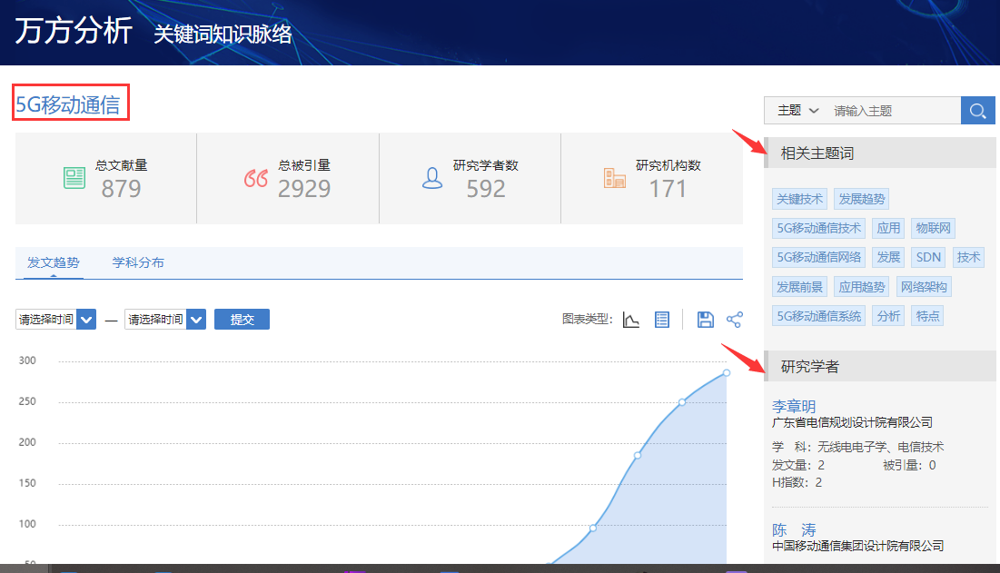 万方分析 关键词知识脉络
5G移动通信
主题 请输入主题
总文献量 总被引量 研究学者数 研究机构数
879 2929 592 171
发文趋势 学科分布
请选择时间 — 请选择时间 提交 图表类型:
300
250
200
150
100
50
相关主题词
关键技术 发展趋势
5G移动通信技术 应用 物联网
5G移动通信网络 发展 SDN 技术
发展前景 应用趋势 网络架构
5G移动通信系统 分析 特点
研究学者
李章明
广东省电信规划设计院有限公司
学 科：无线电电子学、电信技术
发文量：2 被引量：0
H指数：2
陈 涛
中国移动通信集团设计院有限公司